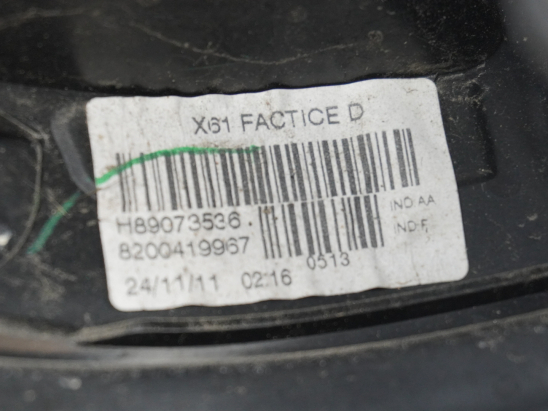 X61 FACTICE D
H89073536
IND AA
8200419967
IND F
0513
24/11/11 02:16